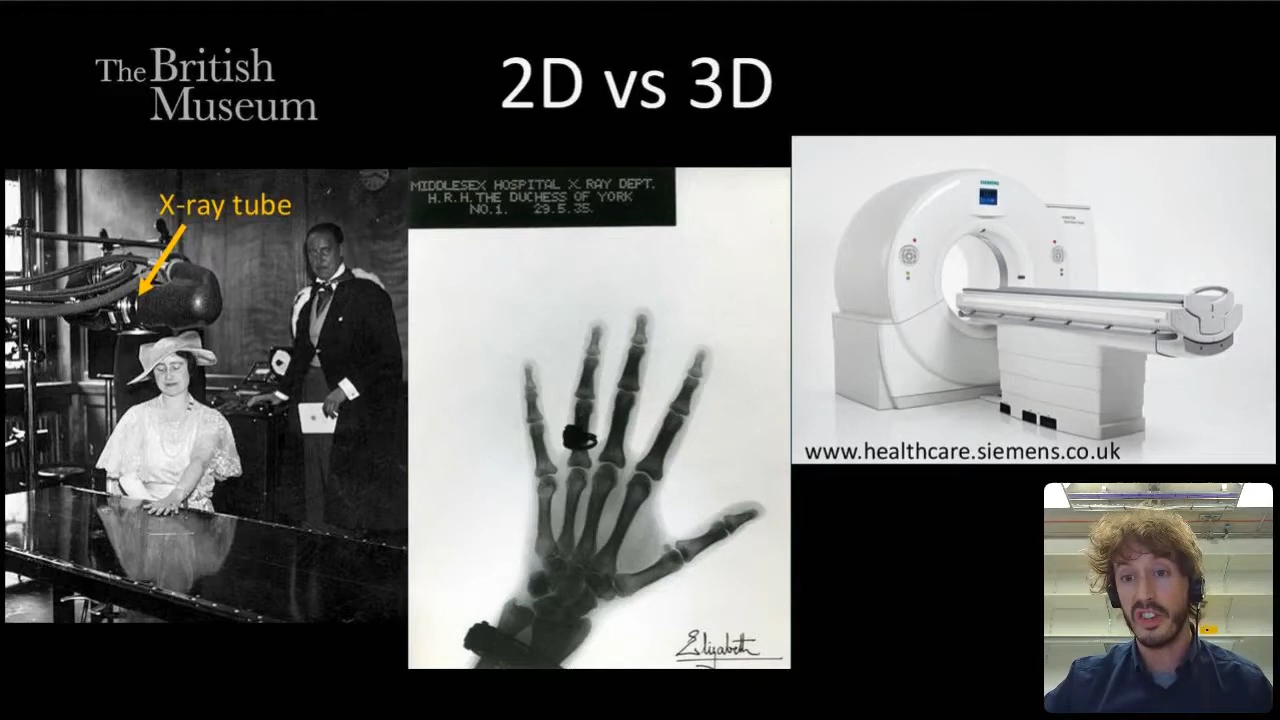 The British
Museum
2D vs 3D
X-ray tube
MIDDLESEX HOSPITAL X RAY DEPT.
H.R.H. THE DUCHESS OF YORK
NO.1. 29.5.35.
Elizabeth
SIEMENS
www.healthcare.siemens.co.uk